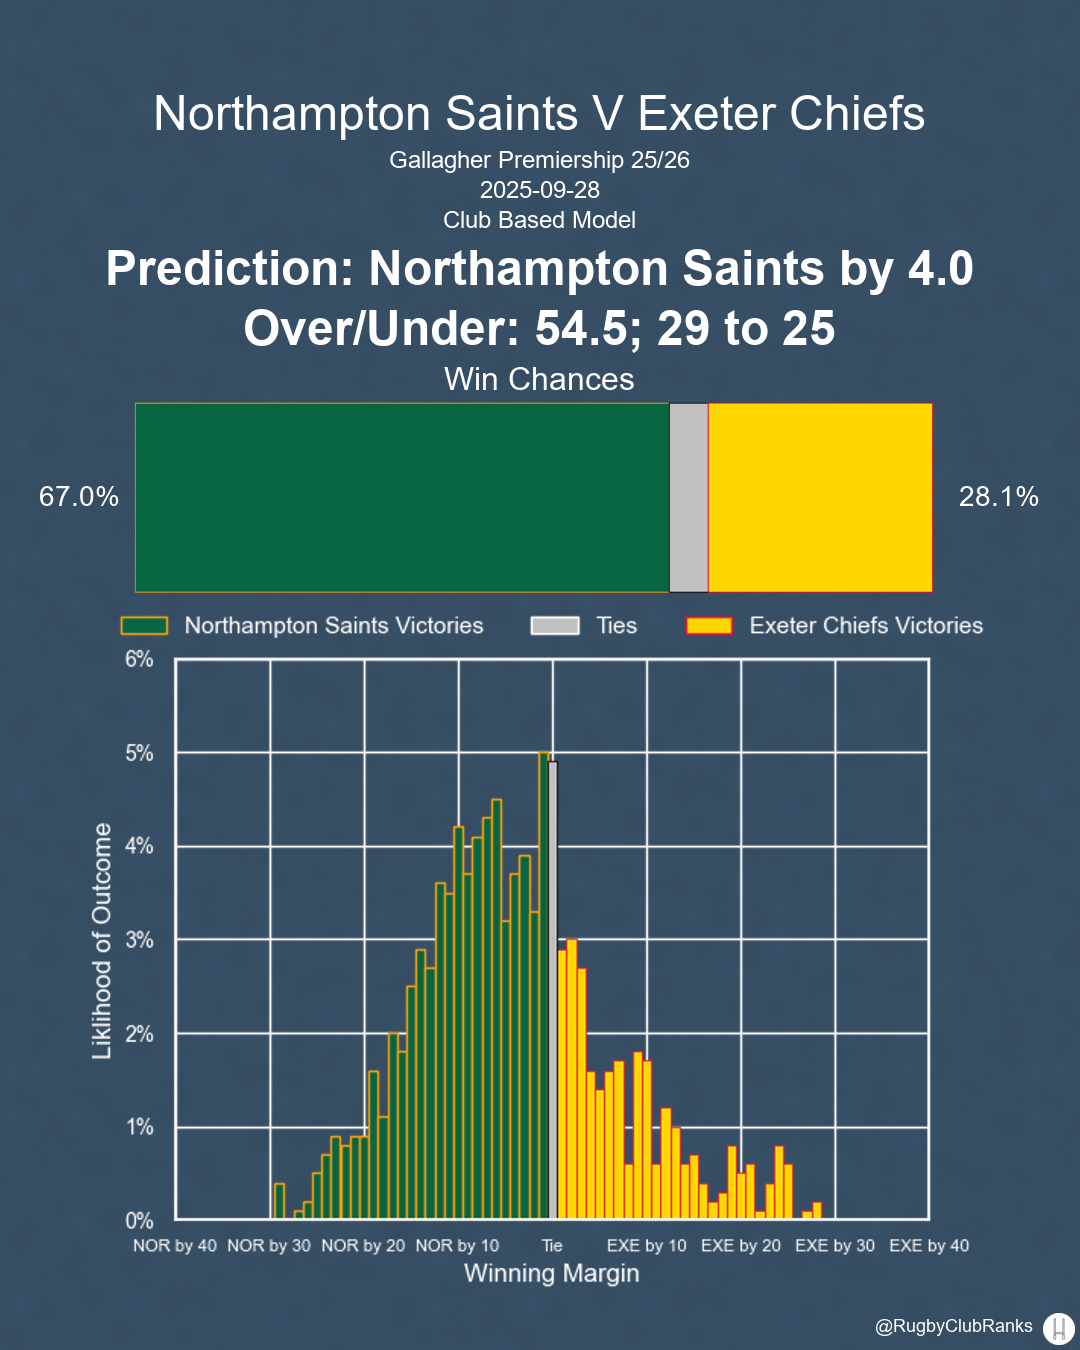 Northampton Saints V Exeter Chiefs
Gallagher Premiership 25/26
2025-09-28
Club Based Model
Prediction: Northampton Saints by 4.0
Over/Under: 54.5; 29 to 25
Win Chances
67.0%
28.1%
Northampton Saints Victories
Ties
Exeter Chiefs Victories
6%
5%
4%
3%
2%
1%
0%
Liklihood of Outcome
NOR by 40 NOR by 30 NOR by 20 NOR by 10 Tie EXE by 10 EXE by 20 EXE by 30 EXE by 40
Winning Margin
@RugbyClubRanks